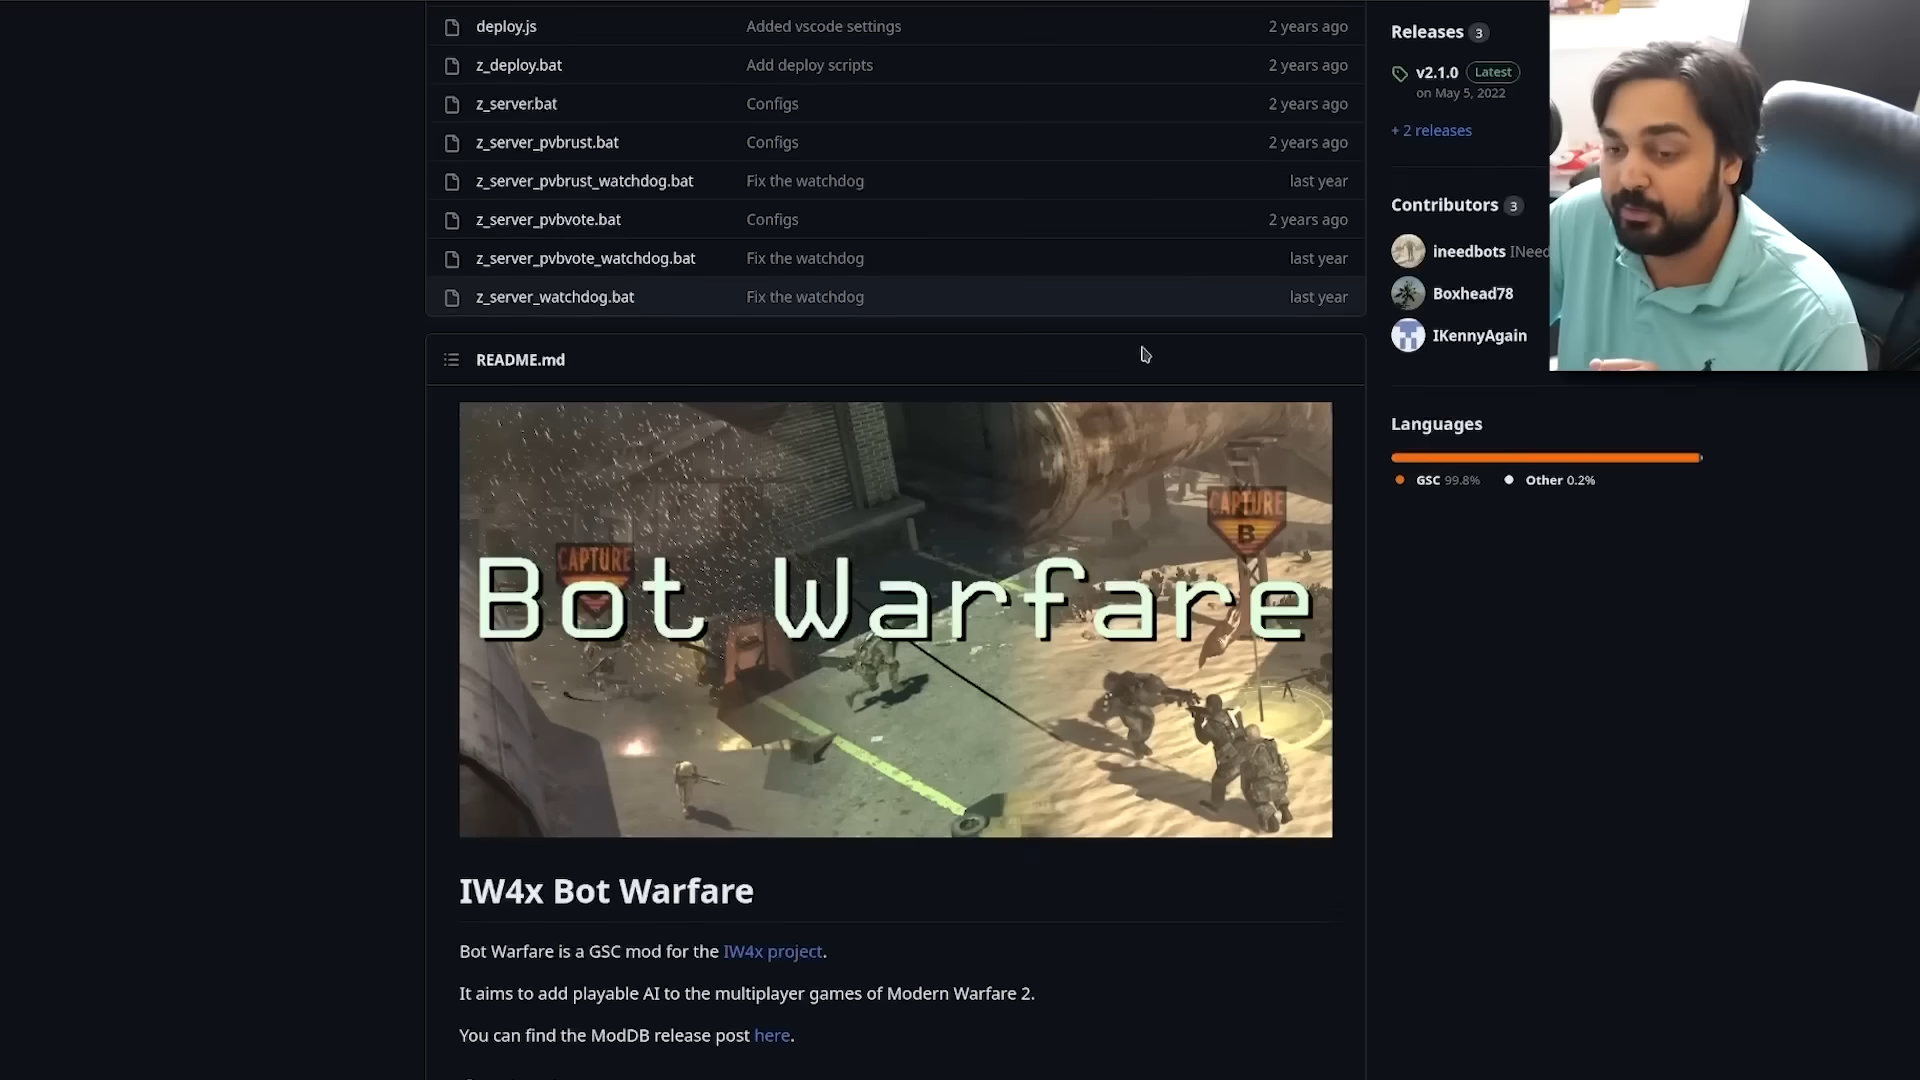 deploy.js Added vscode settings 2 years ago
z_deploy.bat Add deploy scripts 2 years ago
z_server.bat Configs 2 years ago
z_server_pvbrust.bat Configs 2 years ago
z_server_pvbrust_watchdog.bat Fix the watchdog last year
z_server_pvbvote.bat Configs 2 years ago
z_server_pvbvote_watchdog.bat Fix the watchdog last year
z_server_watchdog.bat Fix the watchdog last year
README.md
CAPTURE
CAPTURE
B
Bot Warfare
IW4x Bot Warfare
Bot Warfare is a GSC mod for the IW4x project.
It aims to add playable AI to the multiplayer games of Modern Warfare 2.
You can find the ModDB release post here.
Releases 3
v2.1.0 Latest
on May 5, 2022
+ 2 releases
Contributors 3
ineedbots INeed
Boxhead78
IKennyAgain
Languages
GSC 99.8% Other 0.2%